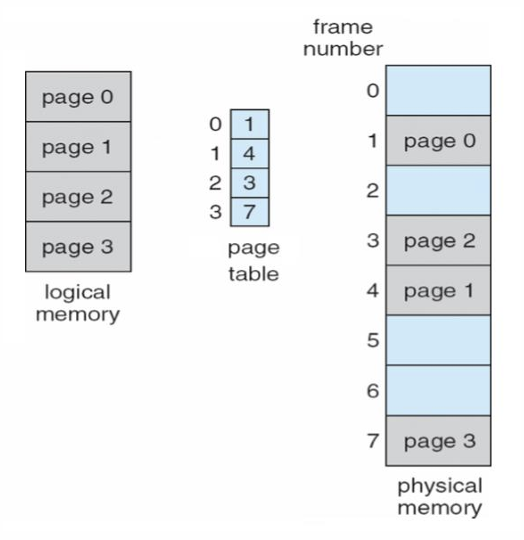 frame
number
page 0
page 1
page 2
page 3
logical
memory
0 1
1 4
2 3
3 7
page
table
0
1 page 0
2
3 page 2
4 page 1
5
6
7 page 3
physical
memory